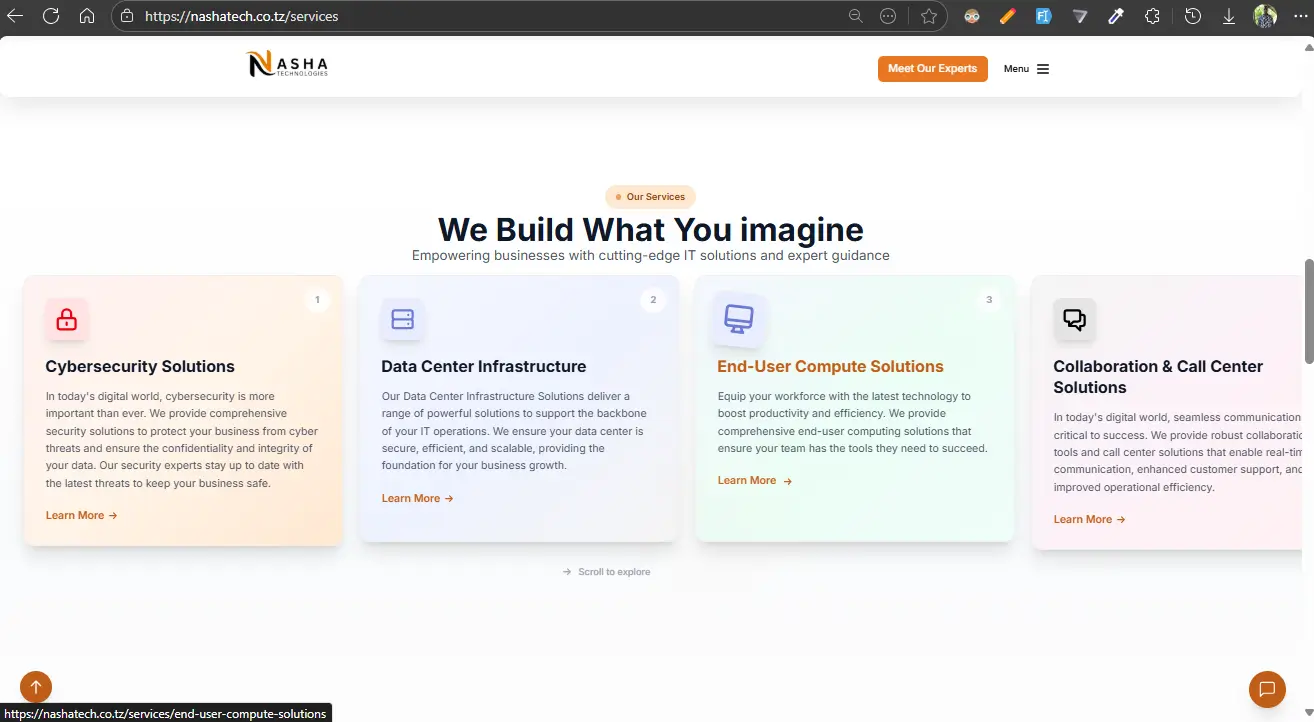 https://nashatech.co.tz/services
NASHA
TECHNOLOGIES
Meet Our Experts
Menu
Our Services
We Build What You imagine
Empowering businesses with cutting-edge IT solutions and expert guidance
1
Cybersecurity Solutions
In today's digital world, cybersecurity is more
important than ever. We provide comprehensive
security solutions to protect your business from cyber
threats and ensure the confidentiality and integrity of
your data. Our security experts stay up to date with
the latest threats to keep your business safe.
Learn More →
2
Data Center Infrastructure
Our Data Center Infrastructure Solutions deliver a
range of powerful solutions to support the backbone
of your IT operations. We ensure your data center is
secure, efficient, and scalable, providing the
foundation for your business growth.
Learn More →
3
End-User Compute Solutions
Equip your workforce with the latest technology to
boost productivity and efficiency. We provide
comprehensive end-user computing solutions that
ensure your team has the tools they need to succeed.
Learn More →
Collaboration & Call Center
Solutions
In today's digital world, seamless communication
critical to success. We provide robust collaboratio
tools and call center solutions that enable real-tim
communication, enhanced customer support, and
improved operational efficiency.
Learn More →
→ Scroll to explore
https://nashatech.co.tz/services/end-user-compute-solutions